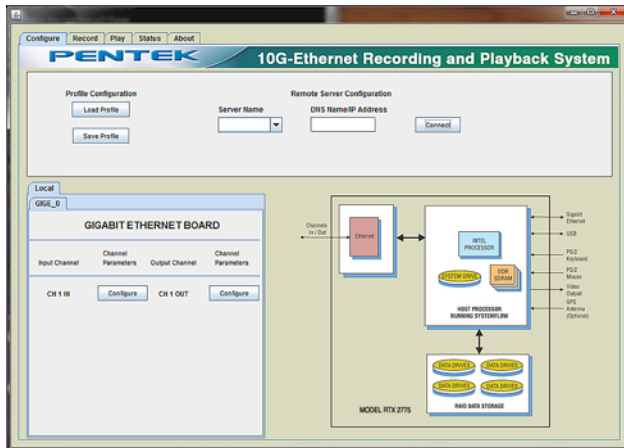 Configure Record Play Status About
PENTEK 10G-Ethernet Recording and Playback System
Profile Configuration
Load Profile
Save Profile
Remote Server Configuration
Server Name DNS Name/IP Address
Connect
Local
GIGE_0
GIGABIT ETHERNET BOARD
Input Channel Channel Parameters Output Channel Channel Parameters
CH 1 IN Configure CH 1 OUT Configure
Channels
In / Out
Ethernet
INTEL
PROCESSOR
SYSTEM DRIVE
DDR
SDRAM
HOST PROCESSOR
RUNNING SYSTEMFLOW
Gigabit
Ethernet
USB
PS/2
Keyboard
PS/2
Mouse
Video
Output
GPS
Antenna
(Optional)
DATA DRIVES DATA DRIVES
DATA DRIVES DATA DRIVES
RAID DATA STORAGE
MODEL RTX 2775